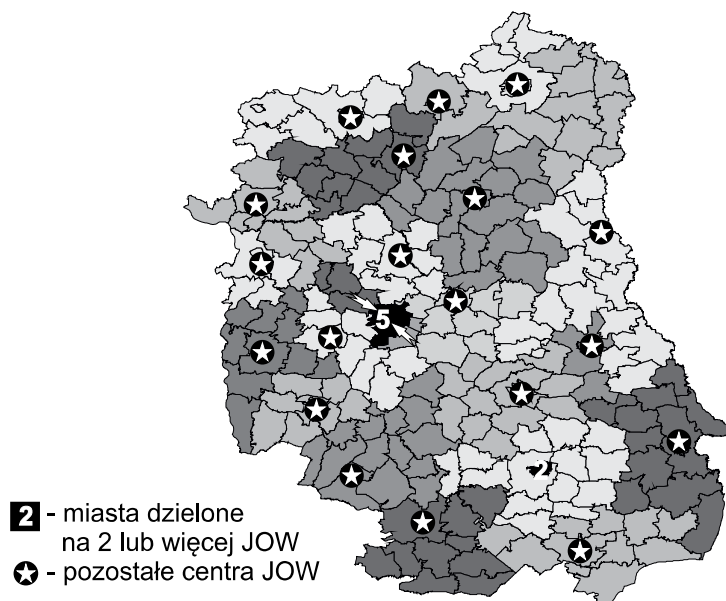 5
2
2 - miasta dzielone
na 2 lub więcej JOW
- pozostałe centra JOW